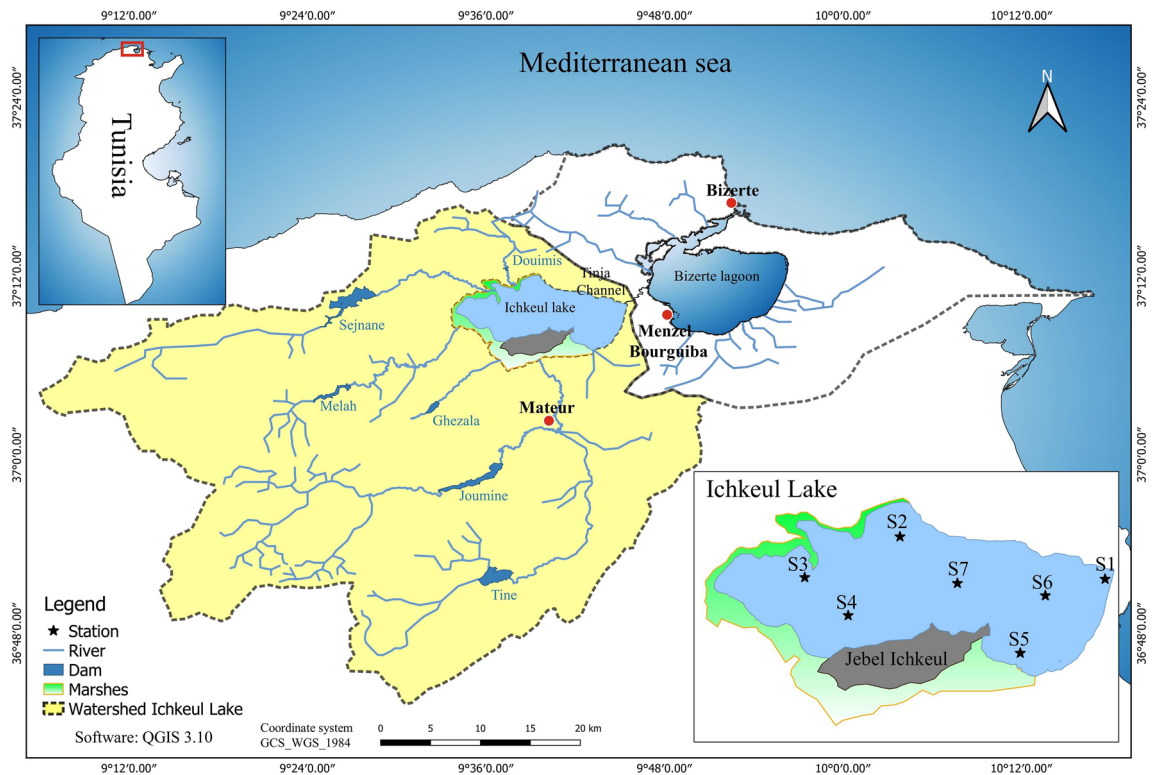 9°12′0.00″ 9°24′0.00″ 9°36′0.00″ 9°48′0.00″ 10°00′0.00″ 10°12′0.00″
37°24′0.00″
37°12′0.00″
37°0′0.00″
36°48′0.00″
Tunisia
Mediterranean sea
N
37°24′0.00″
37°12′0.00″
37°0′0.00″
36°48′0.00″
Bizerte
Douimis
Tinja
Channel
Bizerte lagoon
Ichkeul lake
Sejnane
Menzel
Bourguiba
Melah
Ghezala
Mateur
Joumine
Tine
Ichkeul Lake
S2
S1
S3
S7
S6
S4
S5
Jebel Ichkeul
Legend
Station
River
Dam
Marshes
Watershed Ichkeul Lake
Software: QGIS 3.10
Coordinate system
GCS_WGS_1984
0 5 10 15 20 km
9°12′0.00″ 9°24′0.00″ 9°36′0.00″ 9°48′0.00″ 10°00′0.00″ 10°12′0.00″